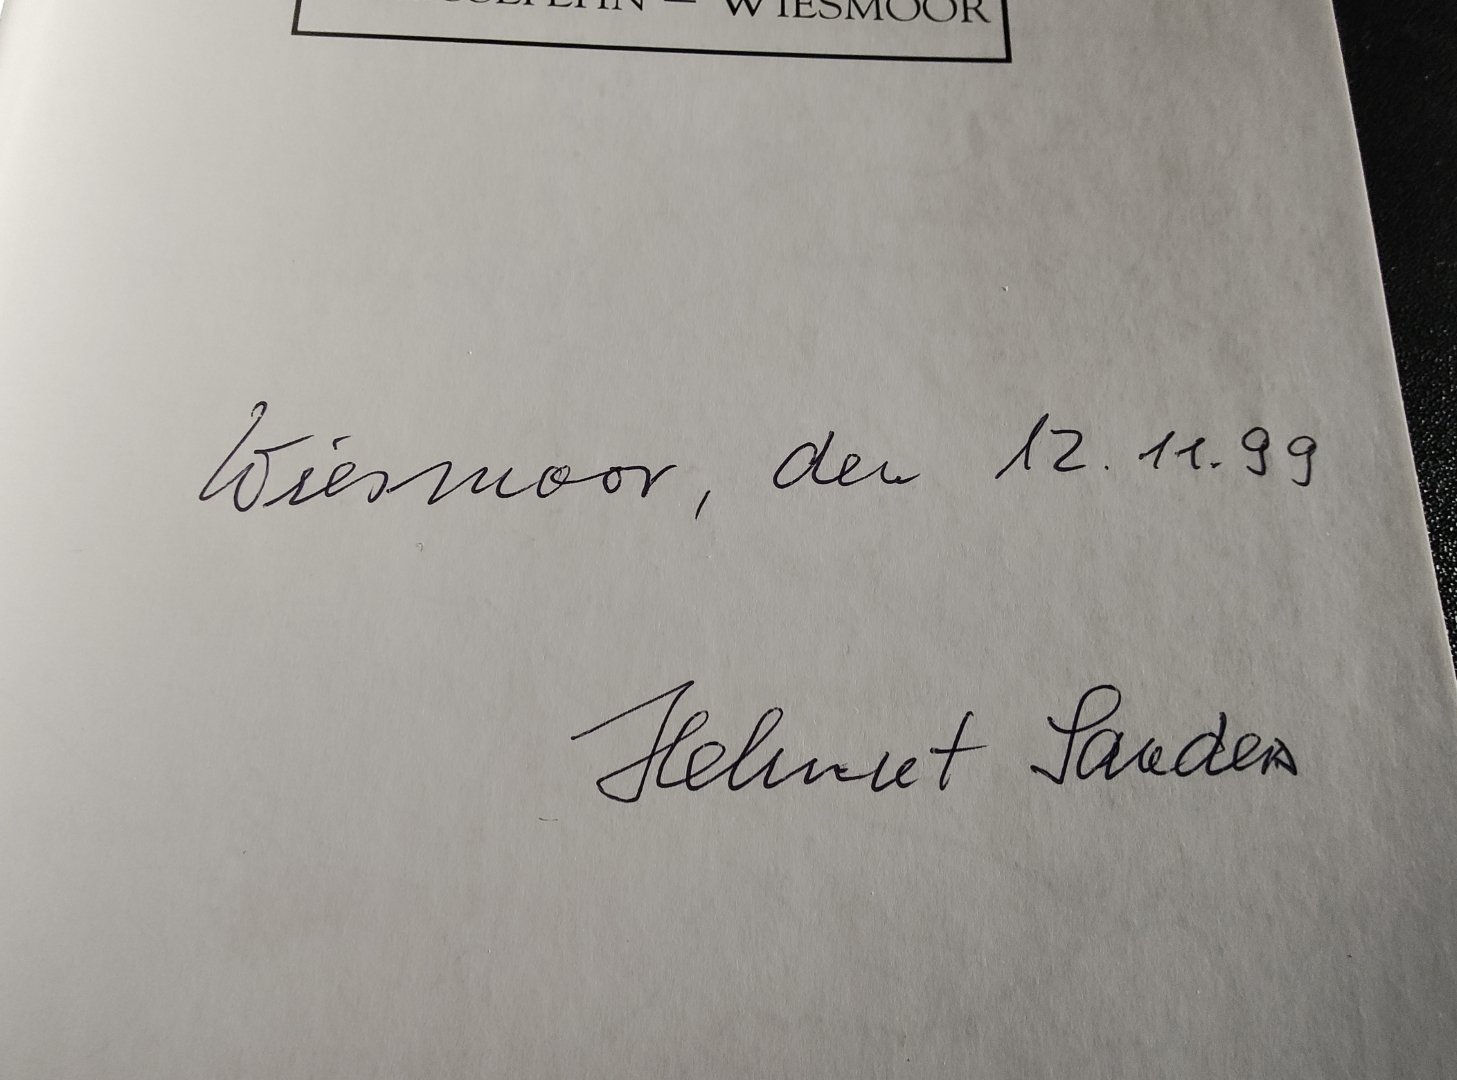 – WIESMOOR
Wiesmoor, den 12.11.99
Helmut Sanders